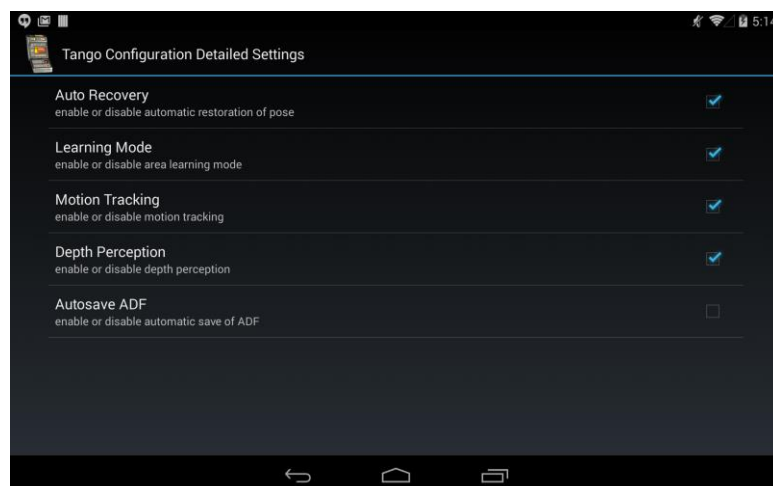 5:14
Tango Configuration Detailed Settings
Auto Recovery
enable or disable automatic restoration of pose
Learning Mode
enable or disable area learning mode
Motion Tracking
enable or disable motion tracking
Depth Perception
enable or disable depth perception
Autosave ADF
enable or disable automatic save of ADF